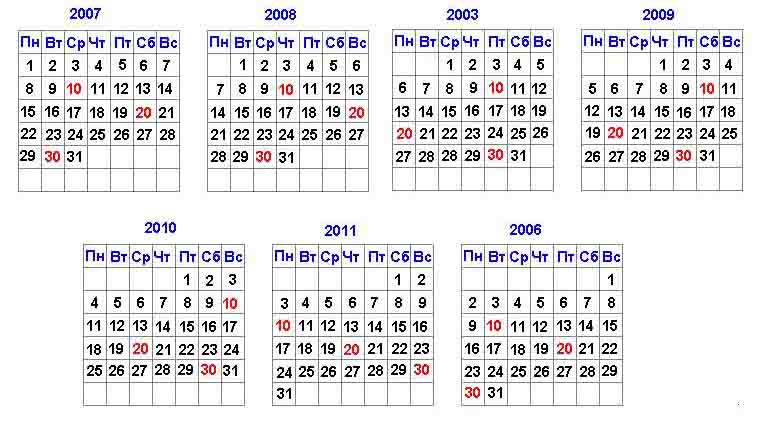 2007
Пн Вт Ср Чт Пт Сб Вс
1 2 3 4 5 6 7
8 9 10 11 12 13 14
15 16 17 18 19 20 21
22 23 24 25 26 27 28
29 30 31
2008
Пн Вт Ср Чт Пт Сб Вс
1 2 3 4 5 6
7 8 9 10 11 12 13
14 15 16 17 18 19 20
21 22 23 24 25 26 27
28 29 30 31
2003
Пн Вт Ср Чт Пт Сб Вс
1 2 3 4 5
6 7 8 9 10 11 12
13 14 15 16 17 18 19
20 21 22 23 24 25 26
27 28 29 30 31
2009
Пн Вт Ср Чт Пт Сб Вс
1 2 3 4
5 6 7 8 9 10 11
12 13 14 15 16 17 18
19 20 21 22 23 24 25
26 27 28 29 30 31
2010
Пн Вт Ср Чт Пт Сб Вс
1 2 3
4 5 6 7 8 9 10
11 12 13 14 15 16 17
18 19 20 21 22 23 24
25 26 27 28 29 30 31
2011
Пн Вт Ср Чт Пт Сб Вс
1 2
3 4 5 6 7 8 9
10 11 12 13 14 15 16
17 18 19 20 21 22 23
24 25 26 27 28 29 30
31
2006
Пн Вт Ср Чт Пт Сб Вс
1
2 3 4 5 6 7 8
9 10 11 12 13 14 15
16 17 18 19 20 21 22
23 24 25 26 27 28 29
30 31